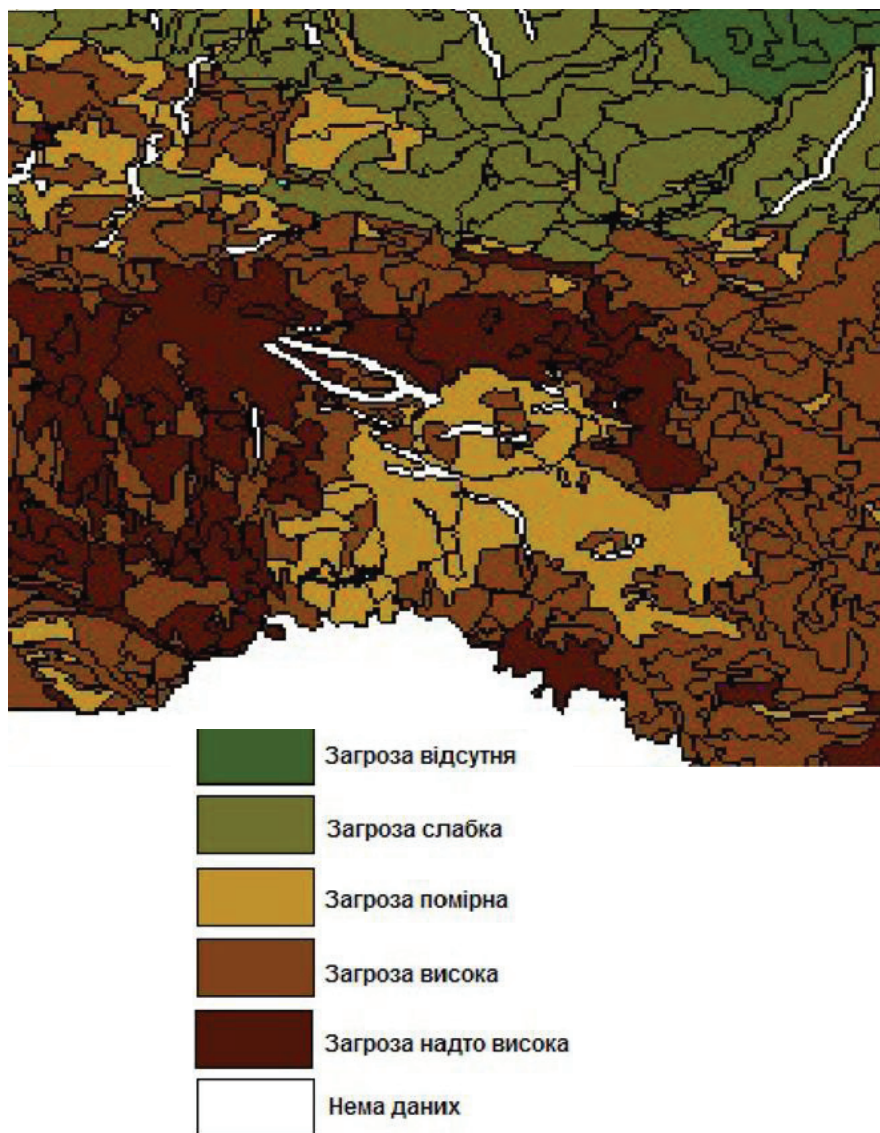 Загроза відсутня
Загроза слабка
Загроза помірна
Загроза висока
Загроза надто висока
Нема даних